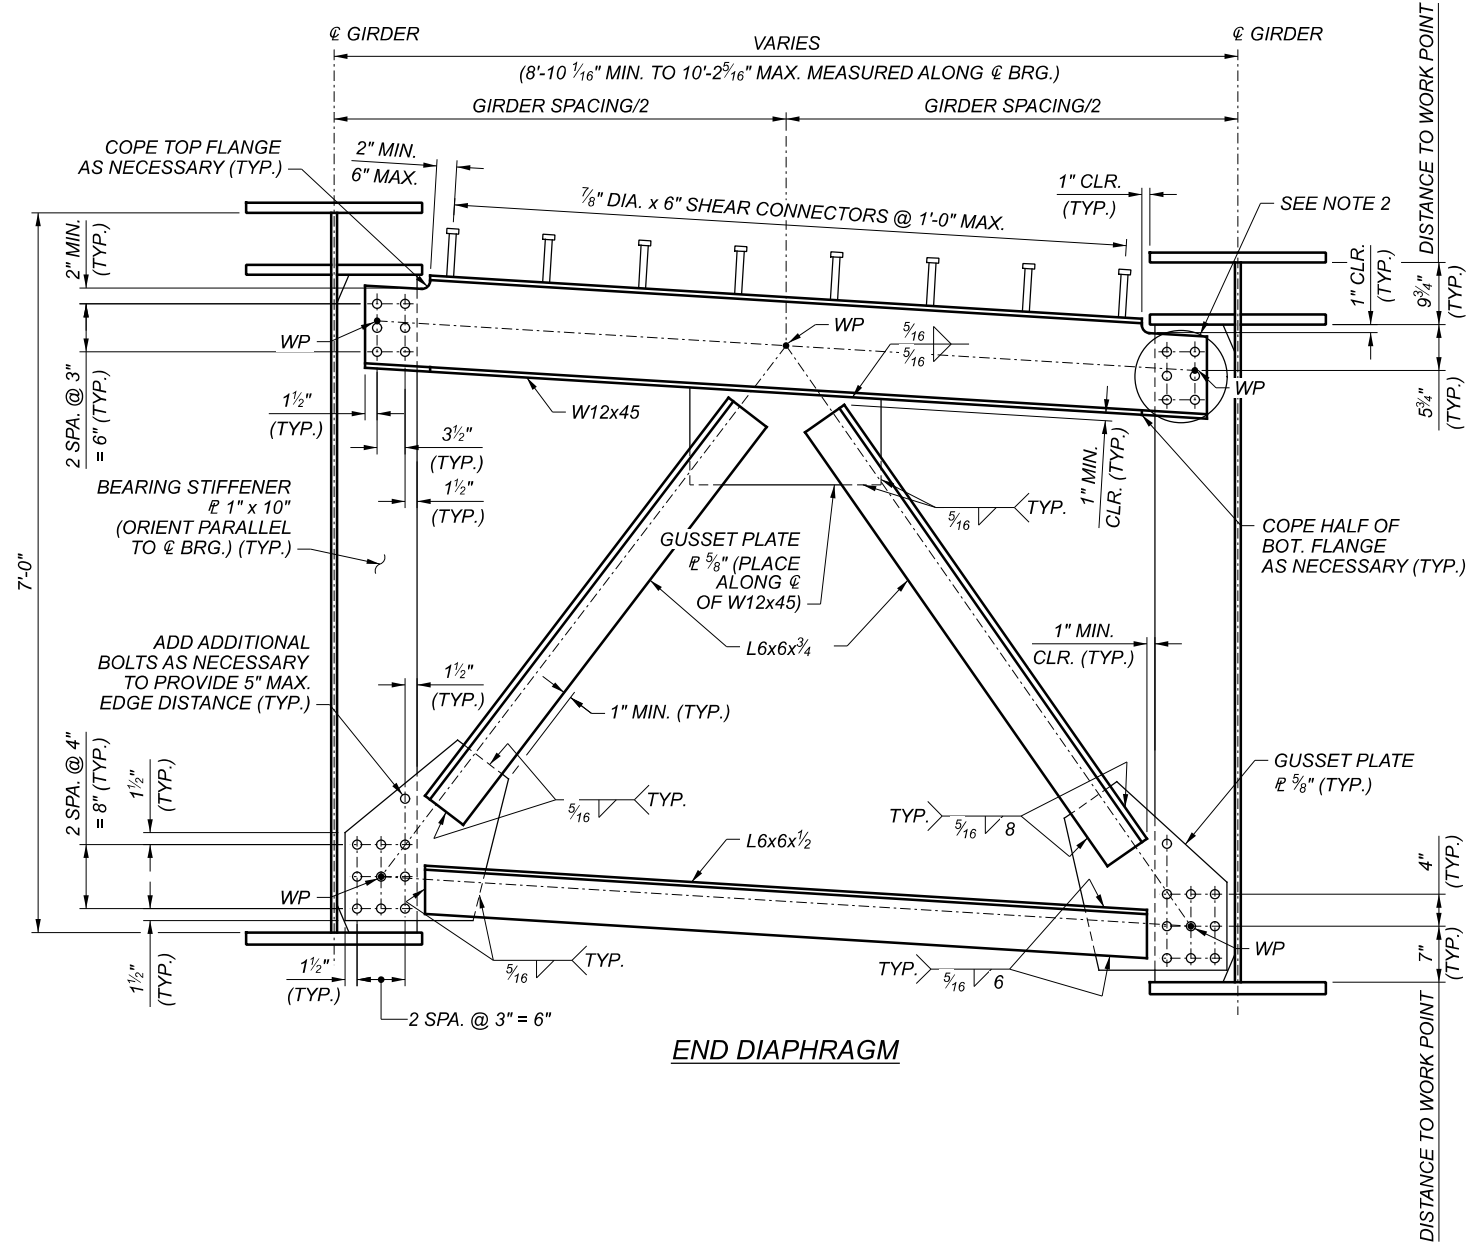 ℄ GIRDER
℄ GIRDER
VARIES
(8'-10 1/16" MIN. TO 10'-2 5/16" MAX. MEASURED ALONG ℄ BRG.)
GIRDER SPACING/2
GIRDER SPACING/2
DISTANCE TO WORK POINT
COPE TOP FLANGE
AS NECESSARY (TYP.)
2" MIN.
6" MAX.
7/8" DIA. x 6" SHEAR CONNECTORS @ 1'-0" MAX.
1" CLR.
(TYP.)
SEE NOTE 2
2" MIN.
(TYP.)
1" CLR.
(TYP.)
9 3/4"
(TYP.)
WP
WP
5/16
5/16
WP
5 3/4"
(TYP.)
2 SPA. @ 3"
= 6" (TYP.)
1 1/2"
(TYP.)
W12x45
3 1/2"
(TYP.)
1" MIN.
CLR. (TYP.)
BEARING STIFFENER
⅊ 1" x 10"
(ORIENT PARALLEL
TO ℄ BRG.) (TYP.)
1 1/2"
(TYP.)
5/16
TYP.
GUSSET PLATE
⅊ 5/8" (PLACE
ALONG ℄
OF W12x45)
COPE HALF OF
BOT. FLANGE
AS NECESSARY (TYP.)
7'-0"
ADD ADDITIONAL
BOLTS AS NECESSARY
TO PROVIDE 5" MAX.
EDGE DISTANCE (TYP.)
L6x6x3/4
1" MIN.
CLR. (TYP.)
1 1/2"
(TYP.)
1" MIN. (TYP.)
2 SPA. @ 4"
= 8" (TYP.)
1 1/2"
(TYP.)
GUSSET PLATE
⅊ 5/8" (TYP.)
5/16
TYP.
TYP.
5/16
8
L6x6x1/2
4"
(TYP.)
WP
WP
1 1/2"
(TYP.)
1 1/2"
(TYP.)
5/16
TYP.
TYP.
5/16
6
7"
(TYP.)
2 SPA. @ 3" = 6"
END DIAPHRAGM
DISTANCE TO WORK POINT